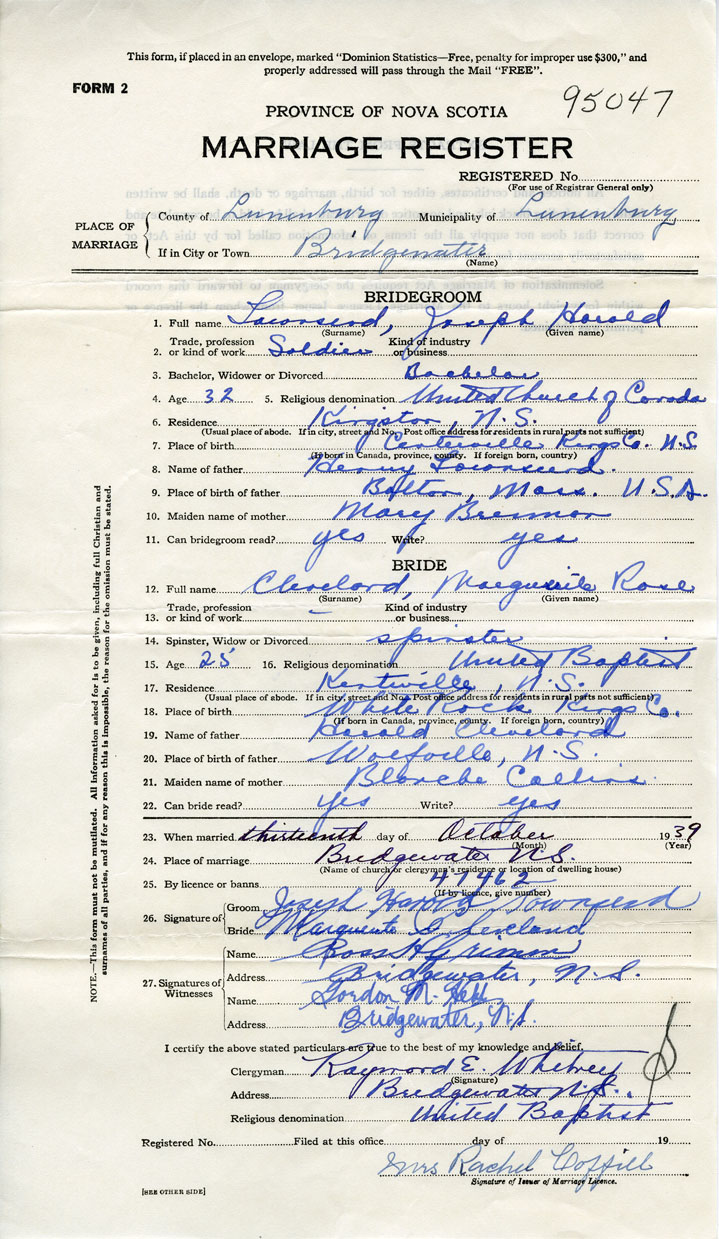 This form, if placed in an envelope, marked "Dominion Statistics—Free, penalty for improper use $300," and
properly addressed will pass through the Mail "FREE".
FORM 2
95047
PROVINCE OF NOVA SCOTIA
MARRIAGE REGISTER
REGISTERED No.
(For use of Registrar General only)
PLACE OF MARRIAGE
County of Lunenburg Municipality of Lunenburg
If in City or Town Bridgewater
(Name)
BRIDEGROOM
1. Full name Townsend, Joseph Harold
(Surname) (Given name)
2. Trade, profession or kind of work Soldier Kind of industry or business
3. Bachelor, Widower or Divorced Bachelor
4. Age 32 5. Religious denomination United Church of Canada
6. Residence Kingston, N.S.
(Usual place of abode. If in city, street and No. Post office address for residents in rural parts not sufficient)
7. Place of birth Centerville Kings Co. N.S.
(If born in Canada, province, county. If foreign born, country)
8. Name of father Henry Townsend.
9. Place of birth of father Bolton, Mass. U.S.A.
10. Maiden name of mother Mary
11. Can bridegroom read? yes Write? yes
BRIDE
12. Full name Cleveland, Marguerite Rose
(Surname) (Given name)
13. Trade, profession or kind of work — Kind of industry or business
14. Spinster, Widow or Divorced spinster
15. Age 25 16. Religious denomination United Baptist
17. Residence Kentville, N.S.
(Usual place of abode. If in city, street and No. Post office address for residents in rural parts not sufficient)
18. Place of birth White Rock Kings Co.
(If born in Canada, province, county. If foreign born, country)
19. Name of father Harold Cleveland
20. Place of birth of father Wolfville, N.S.
21. Maiden name of mother Blanche Collins
22. Can bride read? yes Write? yes
23. When married thirteenth day of October 1939
(Month) (Year)
24. Place of marriage Bridgewater N.S.
(Name of church or clergyman's residence or location of dwelling house)
25. By licence or banns 47462
(If by licence, give number)
26. Signature of
Groom Joseph Harold Townsend
Bride Marguerite Cleveland
27. Signatures of Witnesses
Name Ross H Grimm
Address Bridgewater, N.S.
Name Gordon M.
Address Bridgewater, N.S.
I certify the above stated particulars are true to the best of my knowledge and belief.
Clergyman Raymond E. Whitney
(Signature)
Address Bridgewater N.S.
Religious denomination United Baptist
Registered No. Filed at this office day of 19
Mrs Rachel Coffill
Signature of Issuer of Marriage Licence.
[SEE OTHER SIDE]
NOTE.—This form must not be mutilated. All information asked for is to be given, including full Christian and
surnames of all parties, and if for any reason this is impossible, the reason for the omission must be stated.